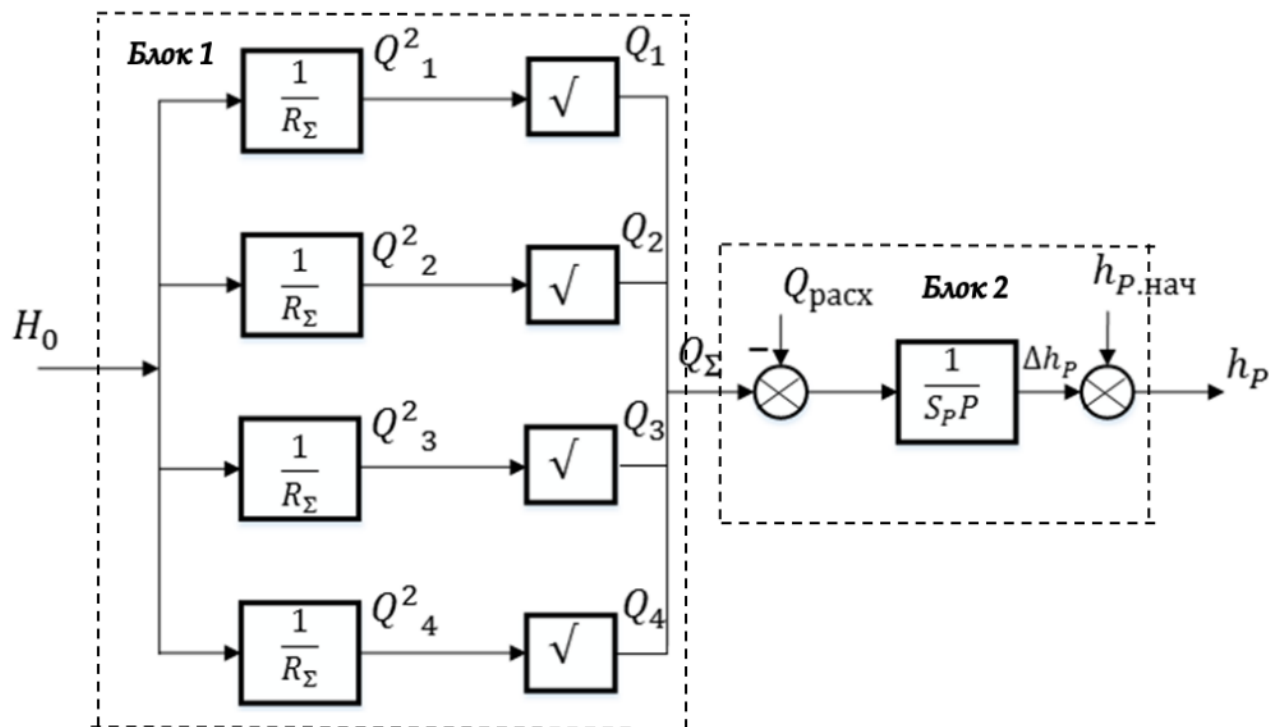 Блок 1
1
R_Σ
Q²₁
√
Q₁
1
R_Σ
Q²₂
√
Q₂
H₀
1
R_Σ
Q²₃
√
Q₃
1
R_Σ
Q²₄
√
Q₄
Q_Σ
Блок 2
Q_расх
−
1
S_P P
Δh_P
h_P.нач
h_P